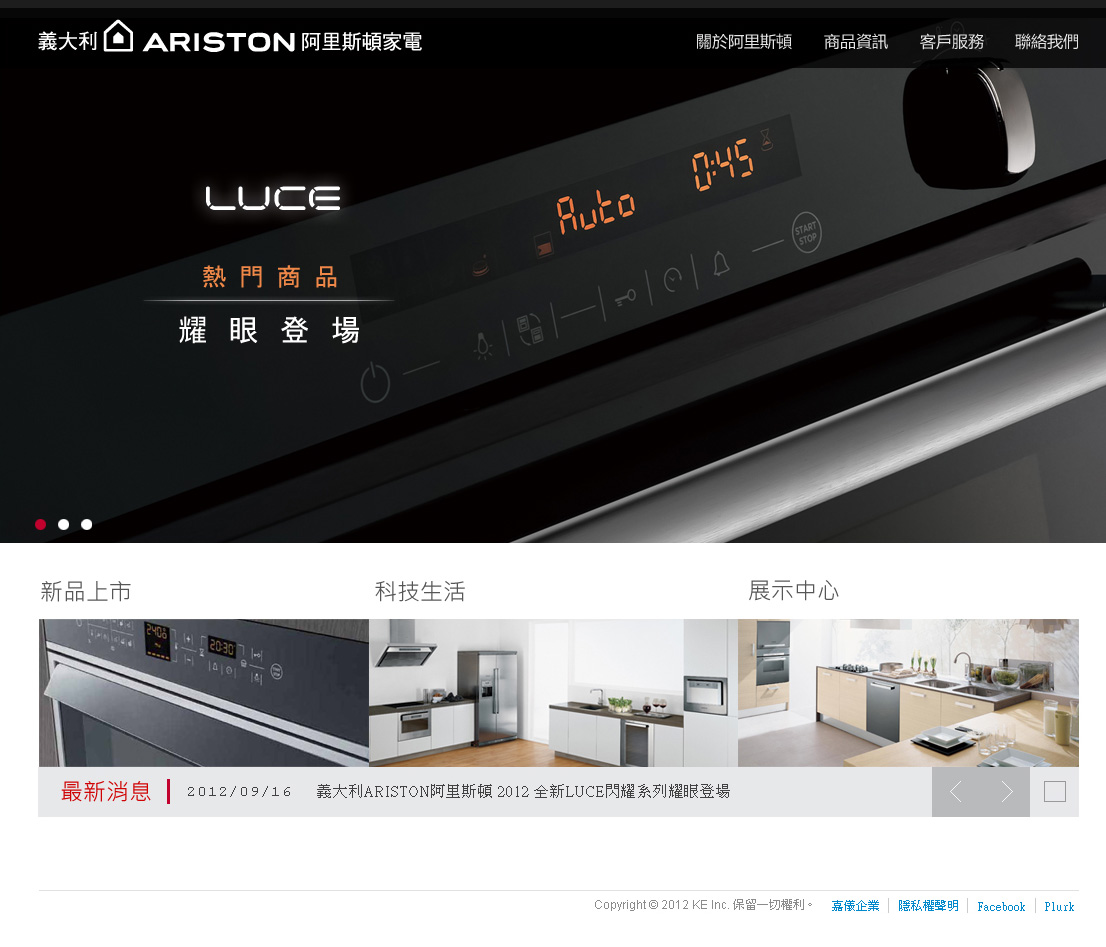 義大利 ARISTON 阿里斯頓家電
關於阿里斯頓 商品資訊 客戶服務 聯絡我們
LUCE
熱門商品
耀眼登場
Auto 0:45
START STOP
新品上市 科技生活 展示中心
20:30
最新消息 2012/09/16 義大利ARISTON阿里斯頓 2012 全新LUCE閃耀系列耀眼登場
Copyright © 2012 KE Inc. 保留一切權利。 嘉儀企業 隱私權聲明 Facebook Plurk